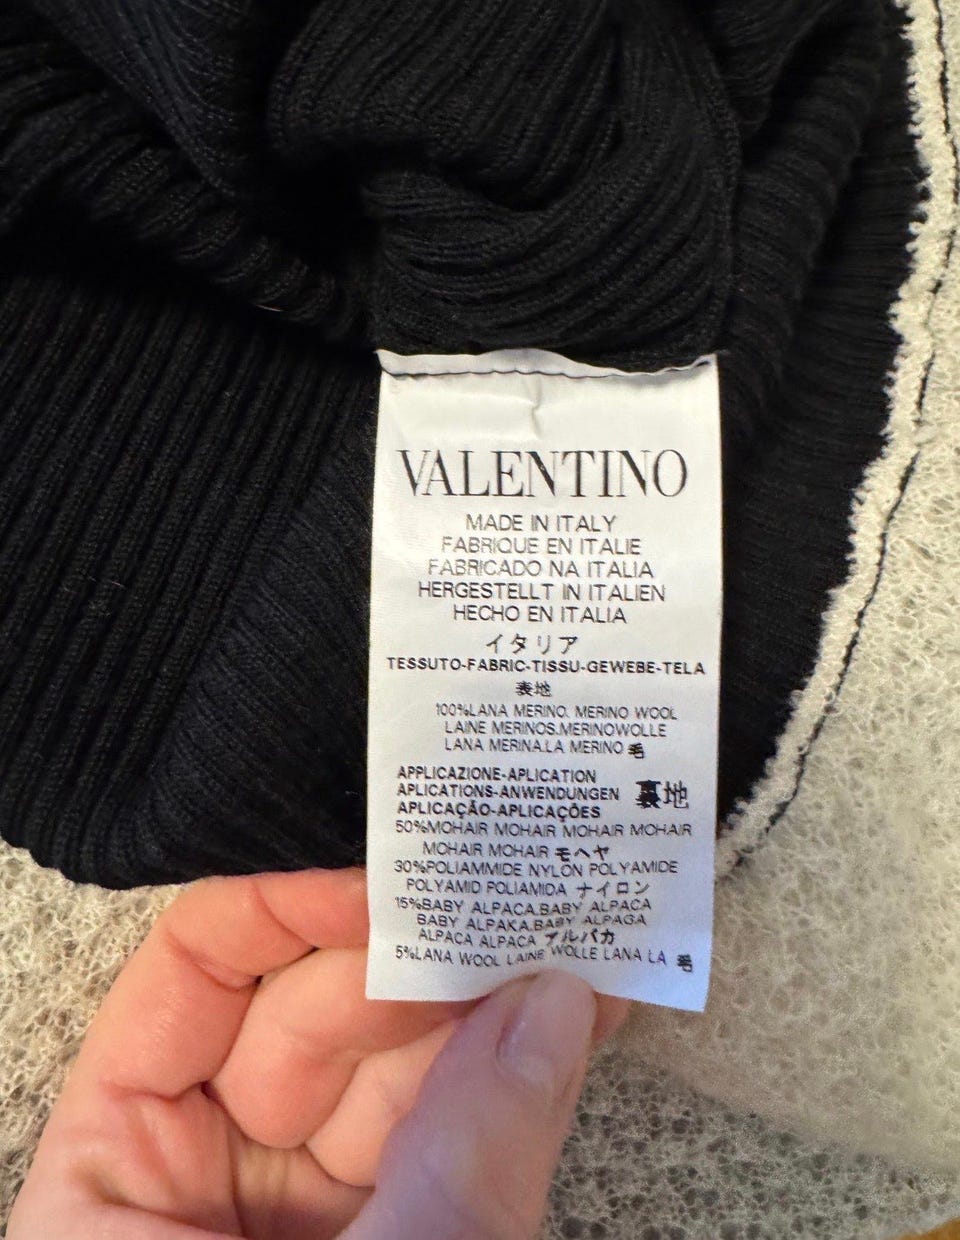 VALENTINO
MADE IN ITALY
FABRIQUE EN ITALIE
FABRICADO NA ITALIA
HERGESTELLT IN ITALIEN
HECHO EN ITALIA
イタリア
TESSUTO-FABRIC-TISSU-GEWEBE-TELA
表地
100%LANA MERINO. MERINO WOOL
LAINE MERINOS.MERINOWOLLE
LANA MERINA.LA MERINO 毛
APPLICAZIONE-APLICATION
APLICATIONS-ANWENDUNGEN 裏地
APLICAÇÃO-APLICAÇÕES
50%MOHAIR MOHAIR MOHAIR MOHAIR
MOHAIR MOHAIR モヘヤ
30%POLIAMMIDE NYLON POLYAMIDE
POLYAMID POLIAMIDA ナイロン
15%BABY ALPACA.BABY ALPACA
BABY ALPAKA.BABY ALPAGA
ALPACA ALPACA アルパカ
5%LANA WOOL LAINE WOLLE LANA LA 毛